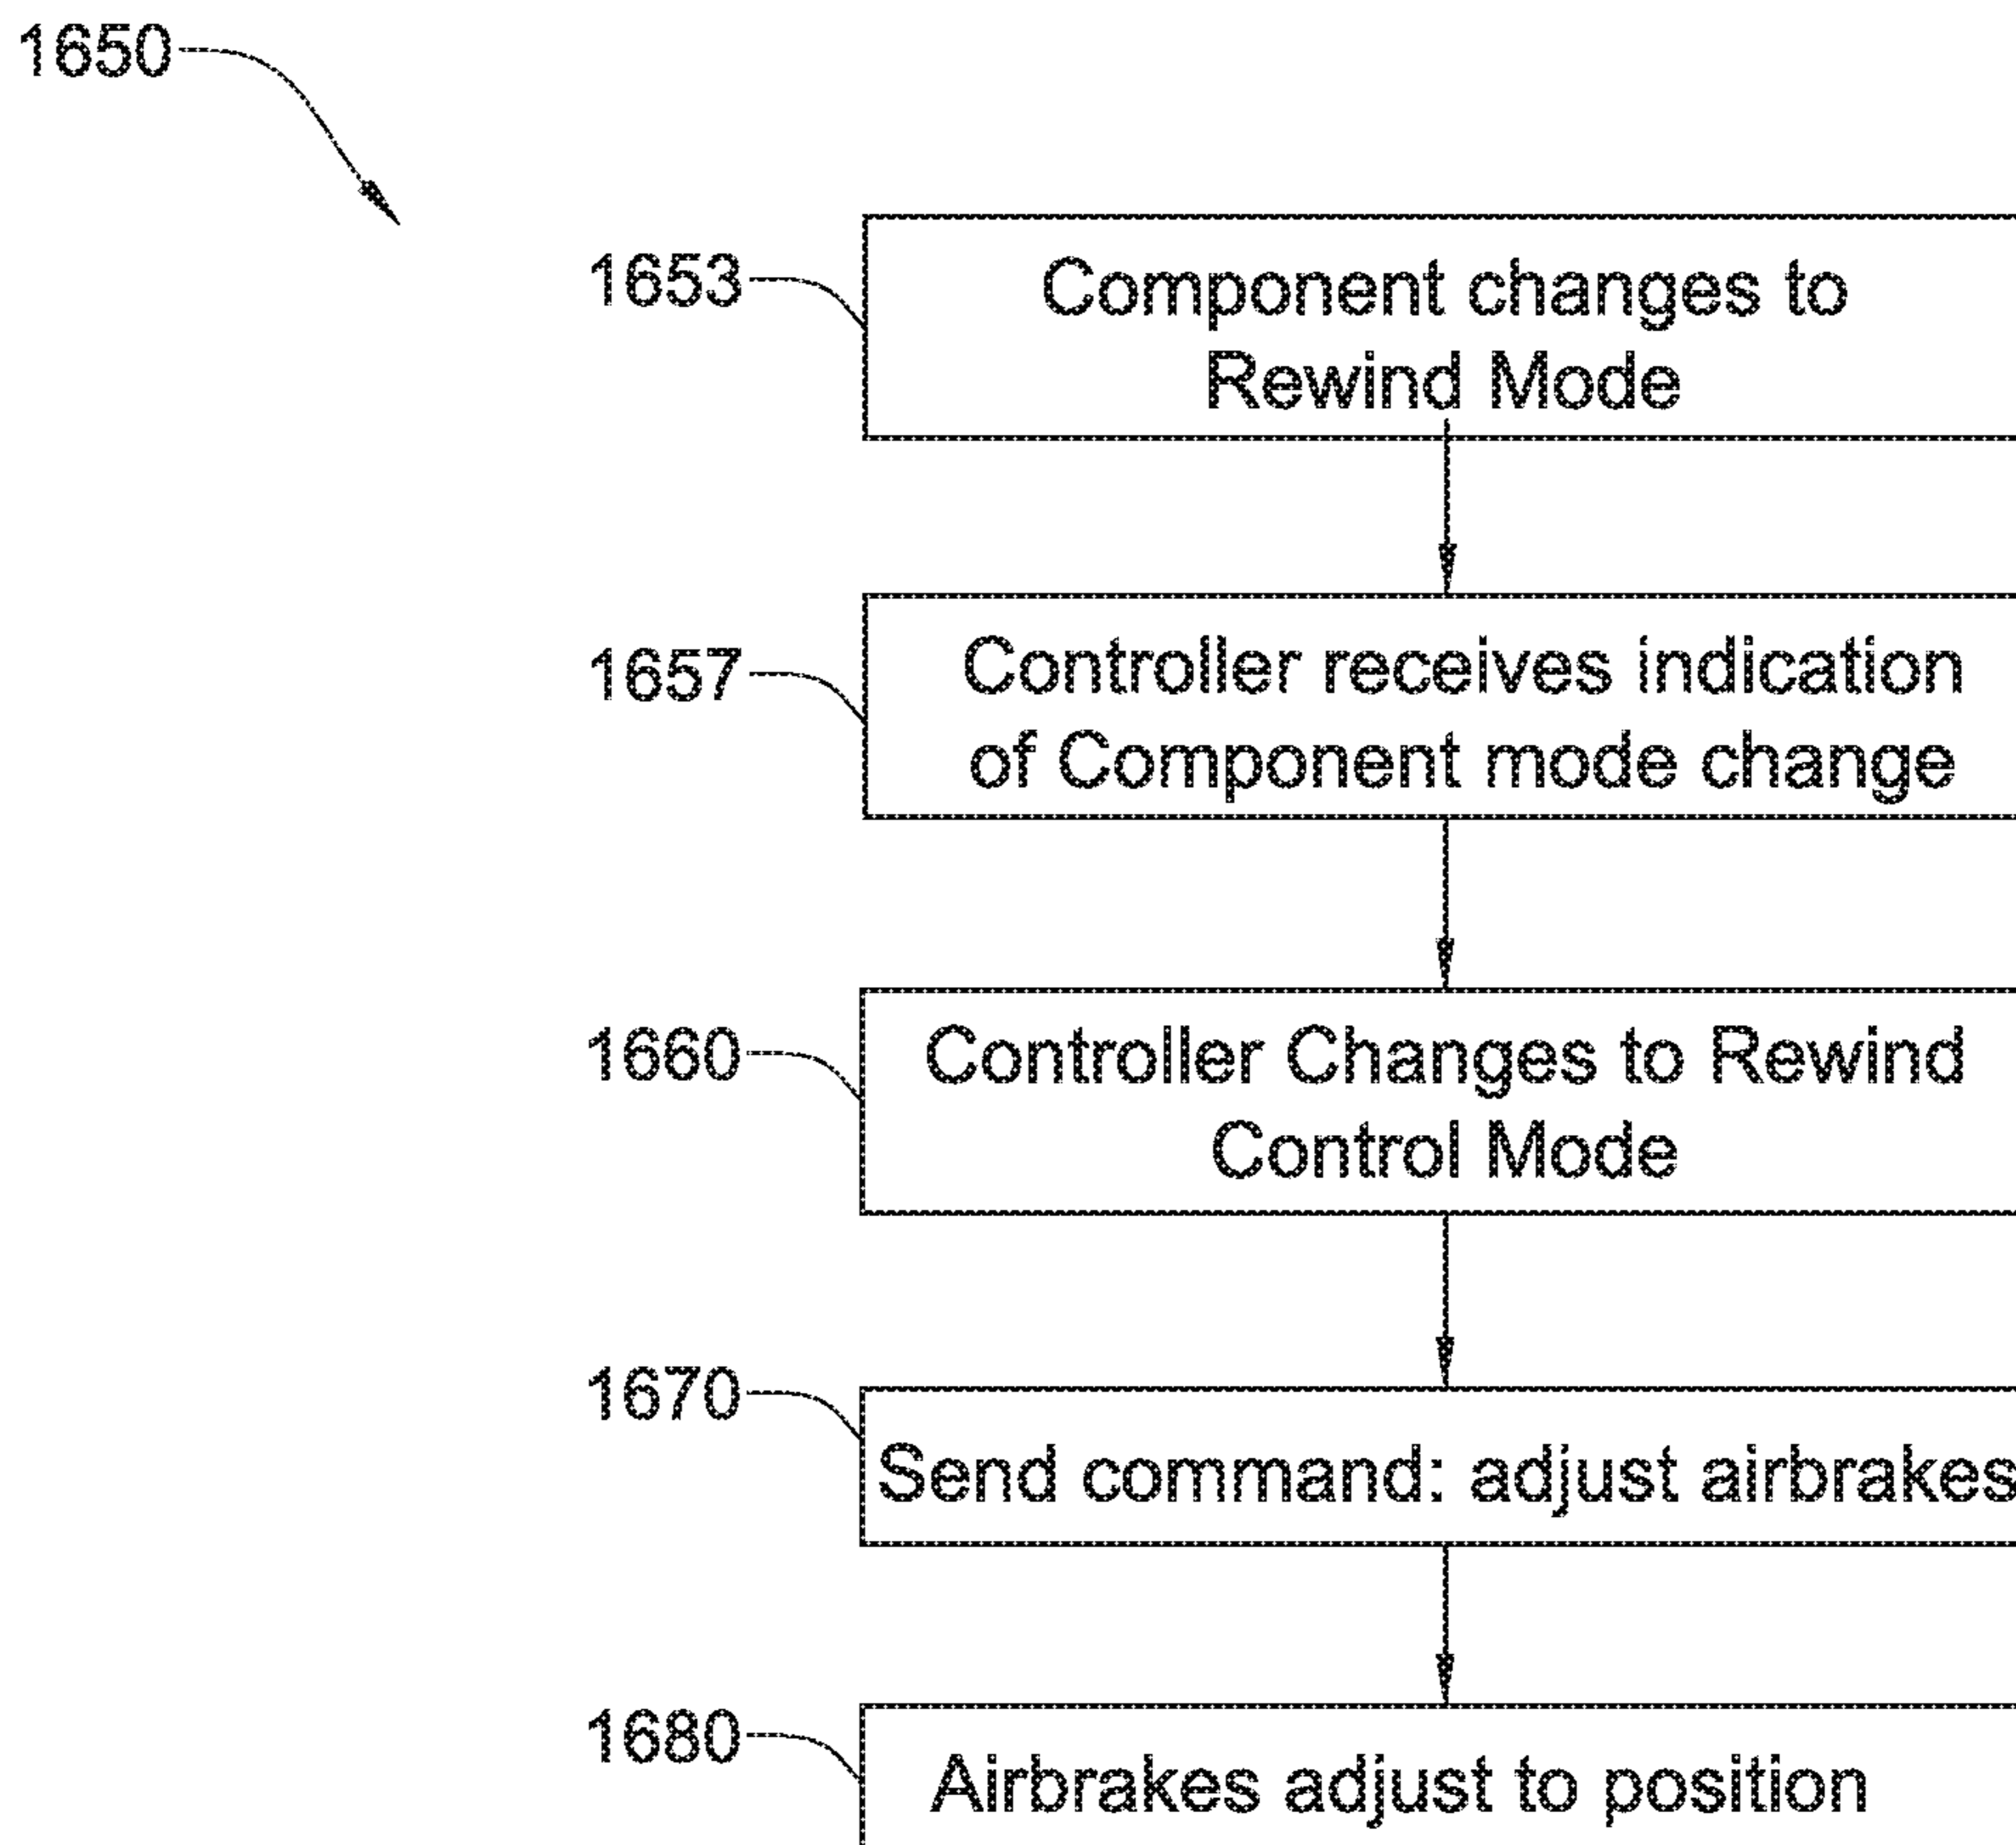 1650
1653
Component changes to
Rewind Mode
1657
Controller receives indication
of Component mode change
1660
Controller Changes to Rewind
Control Mode
1670
Send command: adjust airbrakes
1680
Airbrakes adjust to position